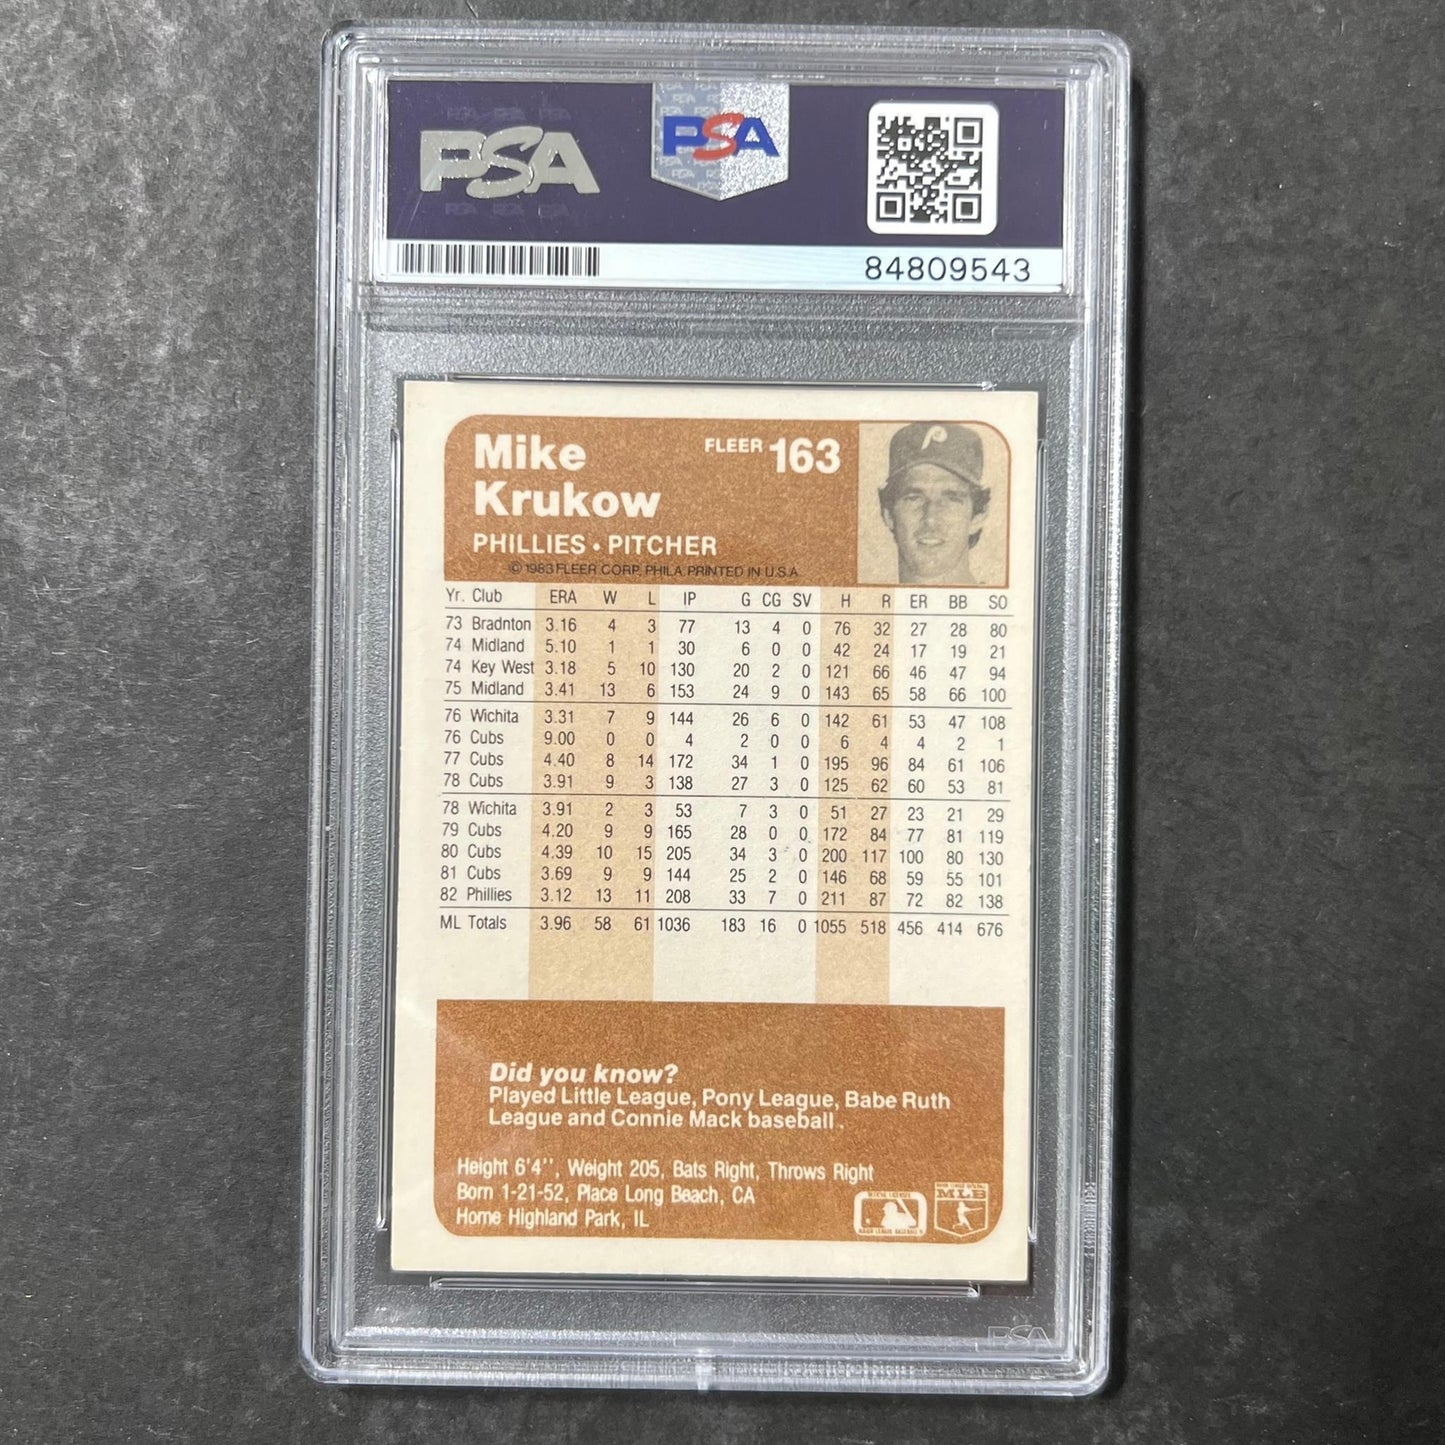 PSA
PSA
84809543
Mike
Krukow
FLEER 163
PHILLIES • PITCHER
© 1983 FLEER CORP., PHILA. PRINTED IN U.S.A.
Yr. Club ERA W L IP G CG SV H R ER BB SO
73 Bradnton 3.16 4 3 77 13 4 0 76 32 27 28 80
74 Midland 5.10 1 1 30 6 0 0 42 24 17 19 21
74 Key West 3.18 5 10 130 20 2 0 121 66 46 47 94
75 Midland 3.41 13 6 153 24 9 0 143 65 58 66 100
76 Wichita 3.31 7 9 144 26 6 0 142 61 53 47 108
76 Cubs 9.00 0 0 4 2 0 0 6 4 4 2 1
77 Cubs 4.40 8 14 172 34 1 0 195 96 84 61 106
78 Cubs 3.91 9 3 138 27 3 0 125 62 60 53 81
78 Wichita 3.91 2 3 53 7 3 0 51 27 23 21 29
79 Cubs 4.20 9 9 165 28 0 0 172 84 77 81 119
80 Cubs 4.39 10 15 205 34 3 0 200 117 100 80 130
81 Cubs 3.69 9 9 144 25 2 0 146 68 59 55 101
82 Phillies 3.12 13 11 208 33 7 0 211 87 72 82 138
ML Totals 3.96 58 61 1036 183 16 0 1055 518 456 414 676
Did you know?
Played Little League, Pony League, Babe Ruth
League and Connie Mack baseball.
Height 6'4'', Weight 205, Bats Right, Throws Right
Born 1-21-52, Place Long Beach, CA
Home Highland Park, IL
MLB
PSA